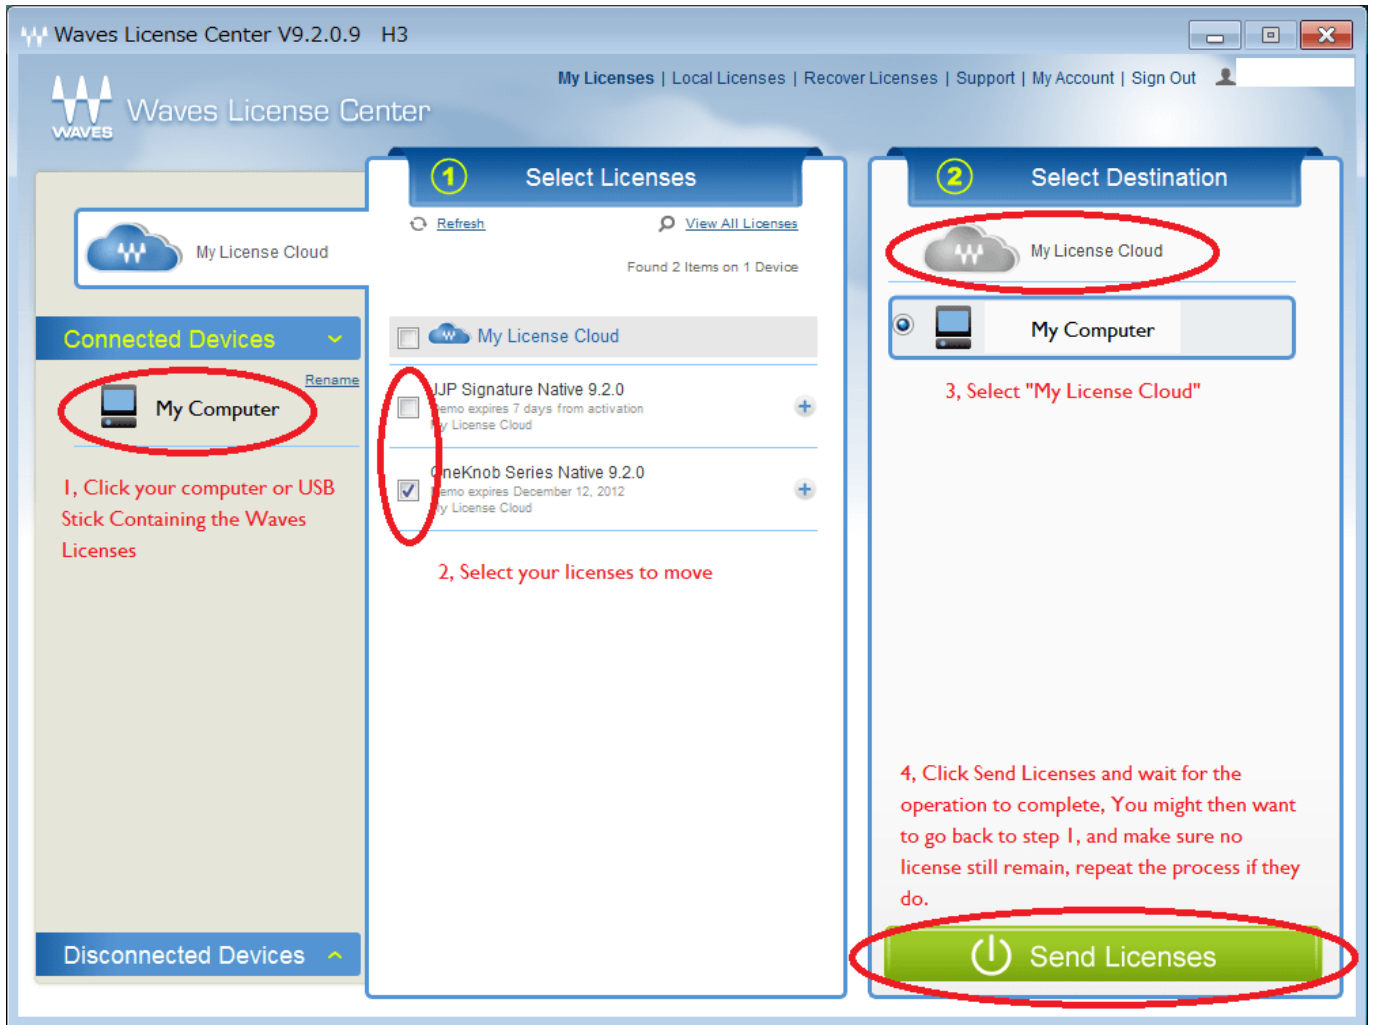 Waves License Center V9.2.0.9 H3
My Licenses | Local Licenses | Recover Licenses | Support | My Account | Sign Out
WAVES
Waves License Center
My License Cloud
Connected Devices
Rename
My Computer
1, Click your computer or USB
Stick Containing the Waves
Licenses
Disconnected Devices
1 Select Licenses
Refresh
View All Licenses
Found 2 Items on 1 Device
My License Cloud
JJP Signature Native 9.2.0
Demo expires 7 days from activation
My License Cloud
OneKnob Series Native 9.2.0
Demo expires December 12, 2012
My License Cloud
2, Select your licenses to move
2 Select Destination
My License Cloud
My Computer
3, Select "My License Cloud"
4, Click Send Licenses and wait for the
operation to complete, You might then want
to go back to step 1, and make sure no
license still remain, repeat the process if they
do.
Send Licenses